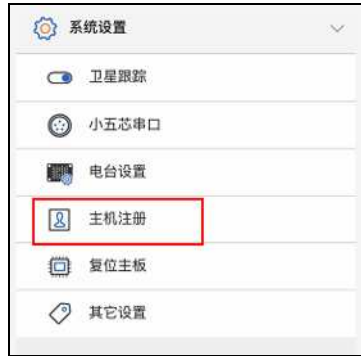 系统设置
卫星跟踪
小五芯串口
电台设置
主机注册
复位主板
其它设置